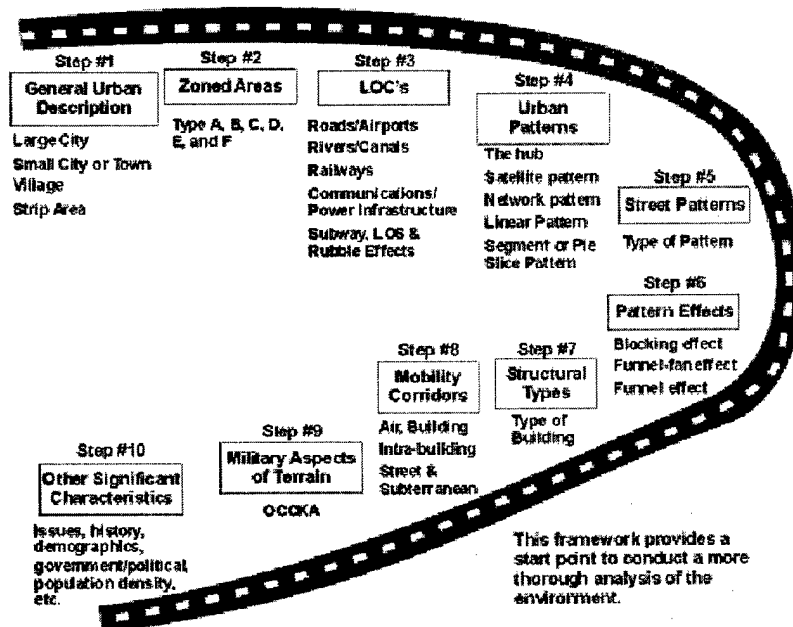 Step #1
General Urban
Description
Large City
Small City or Town
Village
Strip Area
Step #2
Zoned Areas
Type A, B, C, D,
E, and F
Step #3
LOC's
Roads/Airports
Rivers/Canals
Railways
Communications/
Power Infrastructure
Subway, LOS &
Rubble Effects
Step #4
Urban
Patterns
The hub
Satellite pattern
Network pattern
Linear Pattern
Segment or Pie
Slice Pattern
Step #5
Street Patterns
Type of Pattern
Step #6
Pattern Effects
Blocking effect
Funnel-fan effect
Funnel effect
Step #7
Structural
Types
Type of
Building
Step #8
Mobility
Corridors
Air, Building
Intra-building
Street &
Subterranean
Step #9
Military Aspects
of Terrain
OCOKA
Step #10
Other Significant
Characteristics
Issues, history,
demographics,
government/political,
population density,
etc.
This framework provides a
start point to conduct a more
thorough analysis of the
environment.